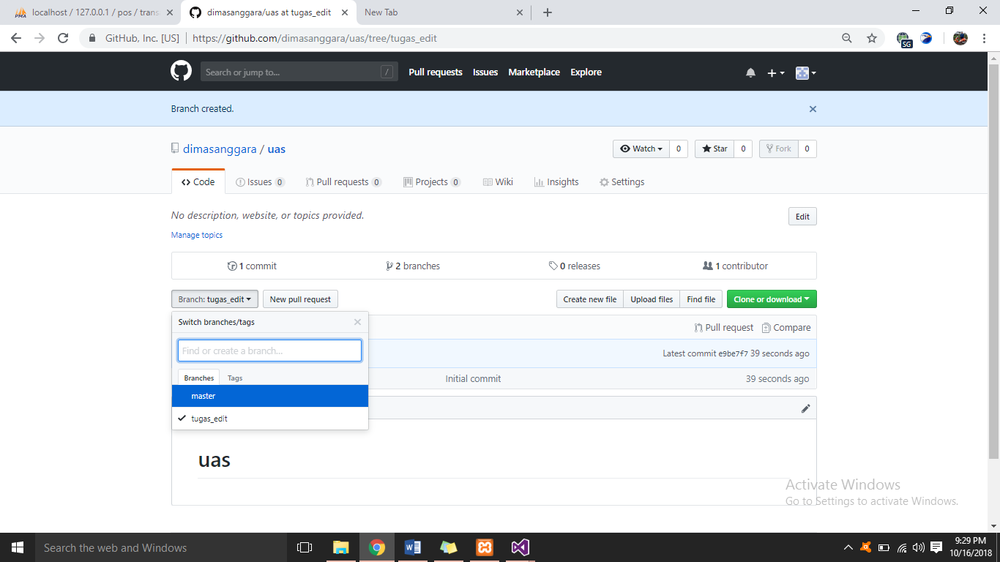 localhost / 127.0.0.1 / pos / trans
dimasanggara/uas at tugas_edit
New Tab
GitHub, Inc. [US] | https://github.com/dimasanggara/uas/tree/tugas_edit
SG
Search or jump to... /
Pull requests Issues Marketplace Explore
Branch created.
dimasanggara / uas
Watch 0 Star 0 Fork 0
Code Issues 0 Pull requests 0 Projects 0 Wiki Insights Settings
No description, website, or topics provided.
Edit
Manage topics
1 commit 2 branches 0 releases 1 contributor
Branch: tugas_edit New pull request Create new file Upload files Find file Clone or download
Switch branches/tags
Pull request Compare
Find or create a branch...
Latest commit e9be7f7 39 seconds ago
Branches Tags
Initial commit 39 seconds ago
master
tugas_edit
uas
Activate Windows
Go to Settings to activate Windows.
Search the web and Windows
9:29 PM
10/16/2018